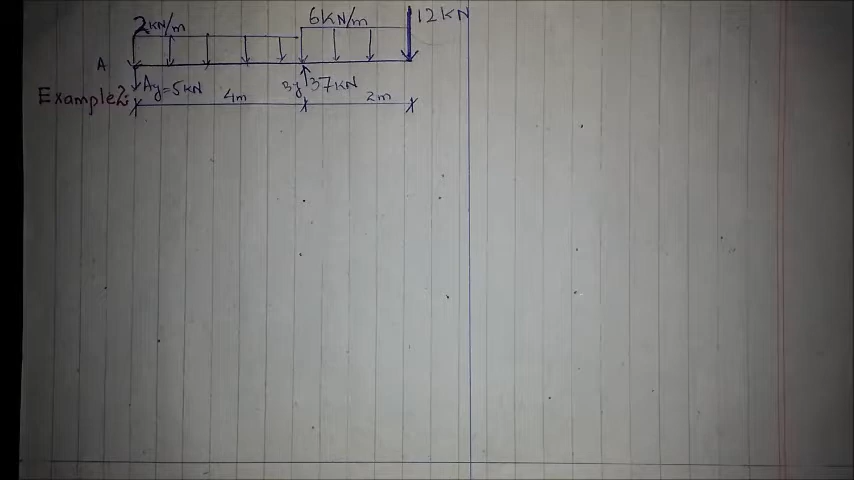 2KN/m 6KN/m 12KN
A
Ay=5KN By 37KN
Example2:
4m 2m